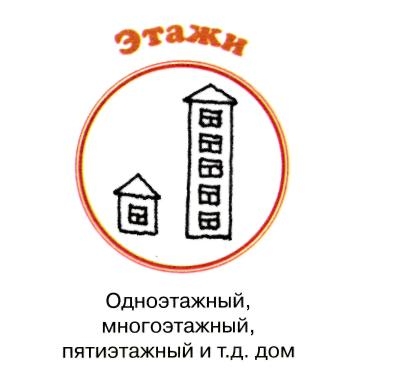 Этажи
Одноэтажный,
многоэтажный,
пятиэтажный и т.д. дом